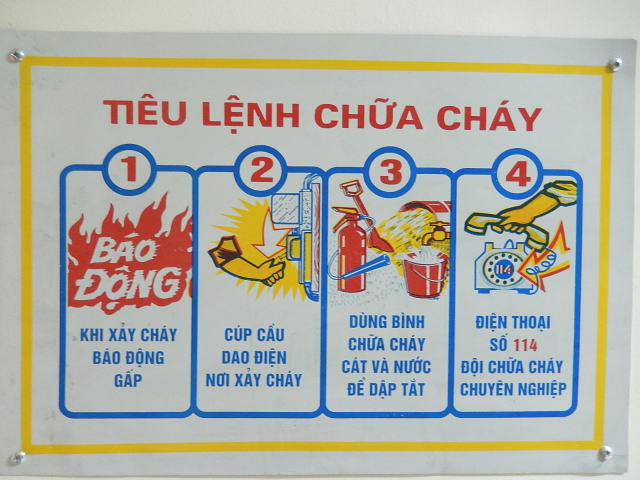 TIÊU LỆNH CHỮA CHÁY
1
BÁO
ĐỘNG
KHI XẢY CHÁY
BÁO ĐỘNG
GẤP
2
CÚP CẦU
DAO ĐIỆN
NƠI XẢY CHÁY
3
DÙNG BÌNH
CHỮA CHÁY
CÁT VÀ NƯỚC
ĐỂ DẬP TẮT
4
114
ĐIỆN THOẠI
SỐ 114
ĐỘI CHỮA CHÁY
CHUYÊN NGHIỆP